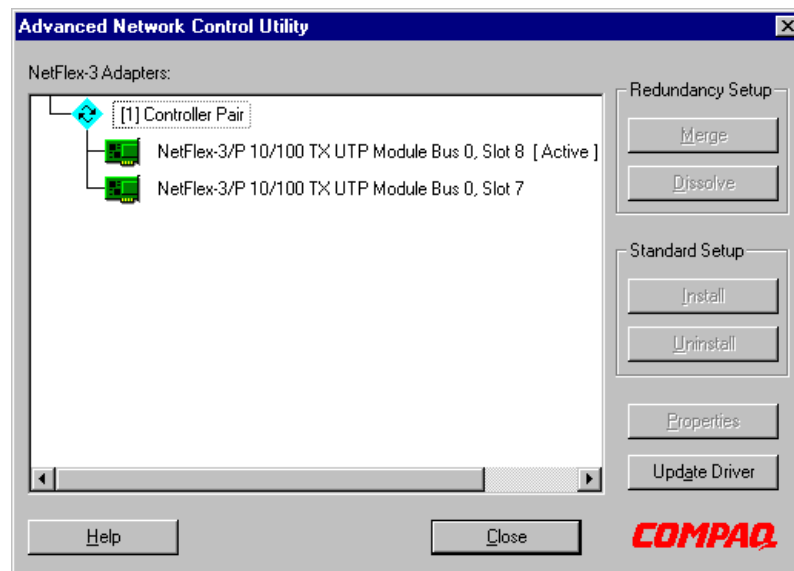 Advanced Network Control Utility
NetFlex-3 Adapters:
[1] Controller Pair
NetFlex-3/P 10/100 TX UTP Module Bus 0, Slot 8 [ Active ]
NetFlex-3/P 10/100 TX UTP Module Bus 0, Slot 7
Redundancy Setup
Merge
Dissolve
Standard Setup
Install
Uninstall
Properties
Update Driver
Help
Close
COMPAQ